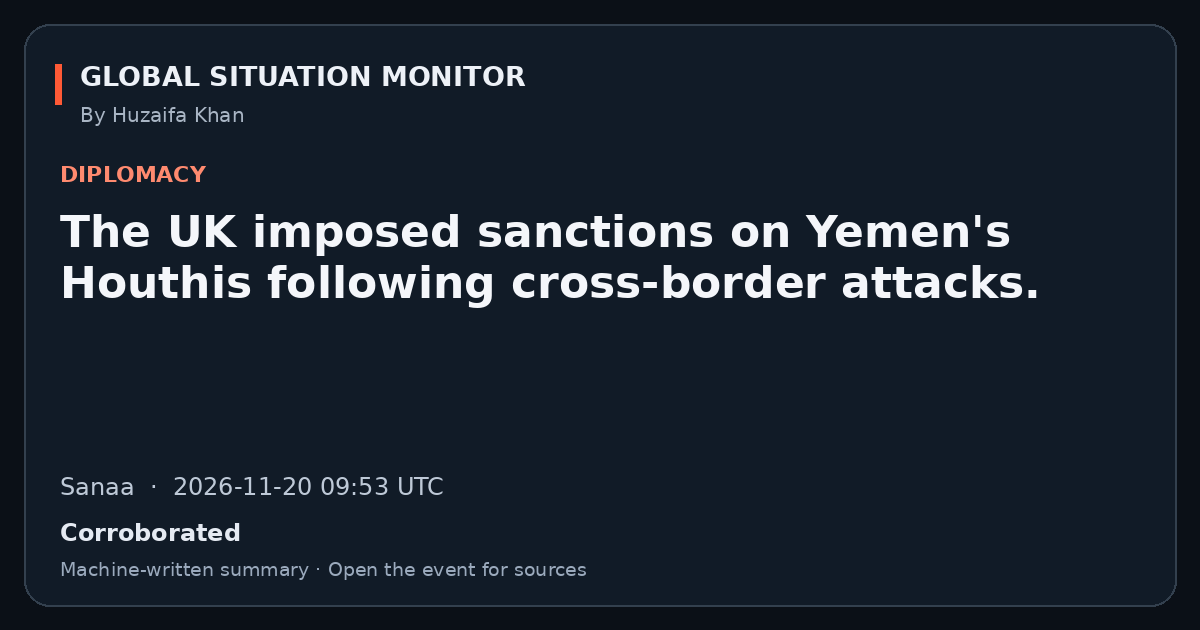 GLOBAL SITUATION MONITOR
By Huzaifa Khan
DIPLOMACY
The UK imposed sanctions on Yemen's
Houthis following cross-border attacks.
Sanaa · 2026-11-20 09:53 UTC
Corroborated
Machine-written summary · Open the event for sources